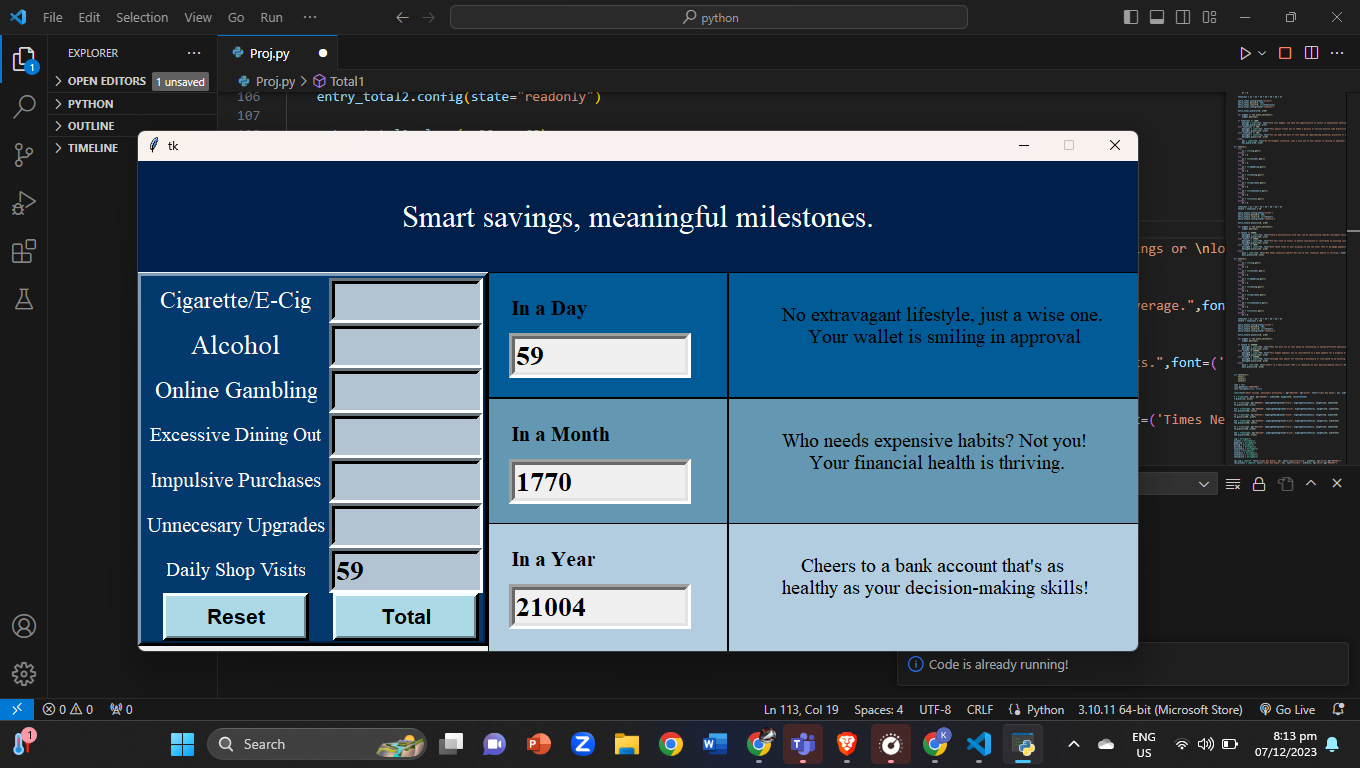 File Edit Selection View Go Run ···
python
EXPLORER
Proj.py
OPEN EDITORS 1 unsaved
PYTHON
OUTLINE
TIMELINE
1
Proj.py > Total1
106 entry_total2.config(state="readonly")
107
tk
Smart savings, meaningful milestones.
Cigarette/E-Cig
Alcohol
Online Gambling
Excessive Dining Out
Impulsive Purchases
Unnecesary Upgrades
Daily Shop Visits 59
Reset Total
In a Day
59
No extravagant lifestyle, just a wise one.
Your wallet is smiling in approval
In a Month
1770
Who needs expensive habits? Not you!
Your financial health is thriving.
In a Year
21004
Cheers to a bank account that's as
healthy as your decision-making skills!
ngs or \nlo
verage.",fon
ts.",font=('
t=('Times Ne
Code is already running!
0 0 0
Ln 113, Col 19 Spaces: 4 UTF-8 CRLF Python 3.10.11 64-bit (Microsoft Store) Go Live
1
Search
K
ENG
US
8:13 pm
07/12/2023